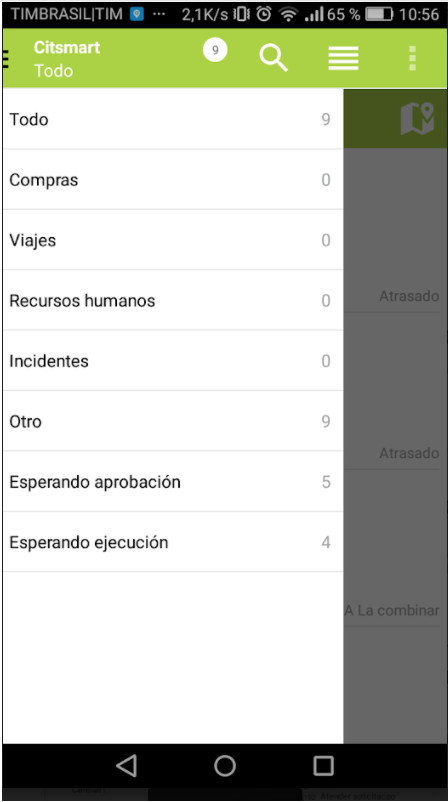 TIMBRASIL|TIM ··· 2,1K/s 65 % 10:56
Citsmart
Todo
9
Todo 9
Compras 0
Viajes 0
Recursos humanos 0
Atrasado
Incidentes 0
Otro 9
Atrasado
Esperando aprobación 5
Esperando ejecución 4
A La combinar